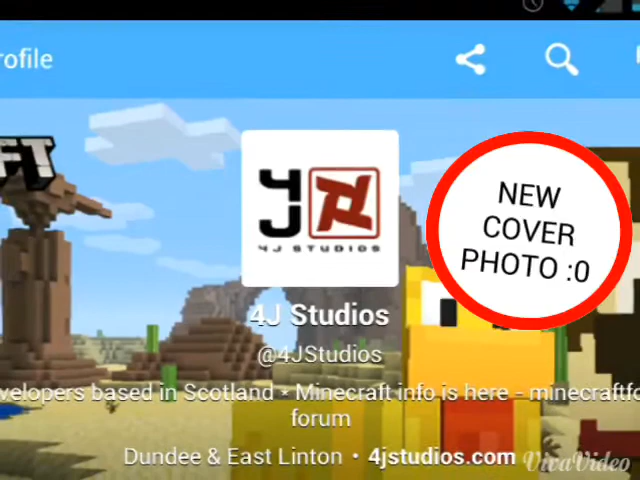 rofile
FT
NEW
COVER
PHOTO :0
4J
4J STUDIOS
4J Studios
@4JStudios
velopers based in Scotland * Minecraft info is here - minecraftfo
forum
Dundee & East Linton • 4jstudios.com
VivaVideo